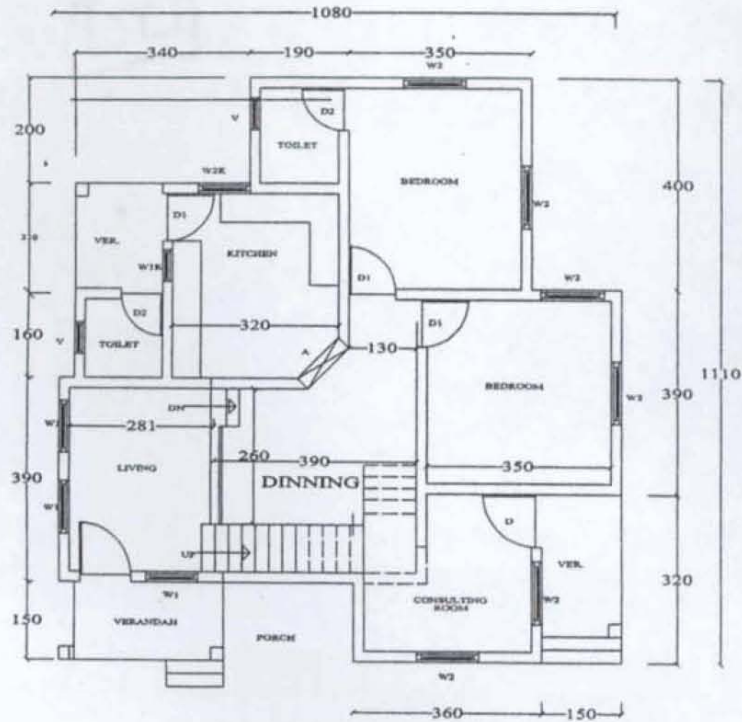 1080
340 190 350
W2
200
V
D2
TOILET
W2K
BEDROOM
W2
400
D1
VER.
KITCHEN
W1K
D1
W2
D2
320
D1
160
V
TOILET
A
130
BEDROOM
W2
390
1110
DN
281
LIVING
260
390
DINNING
350
390
UP
D
VER.
W2
320
W1
CONSULTING
ROOM
150
VERANDAH
PORCH
W2
360 150